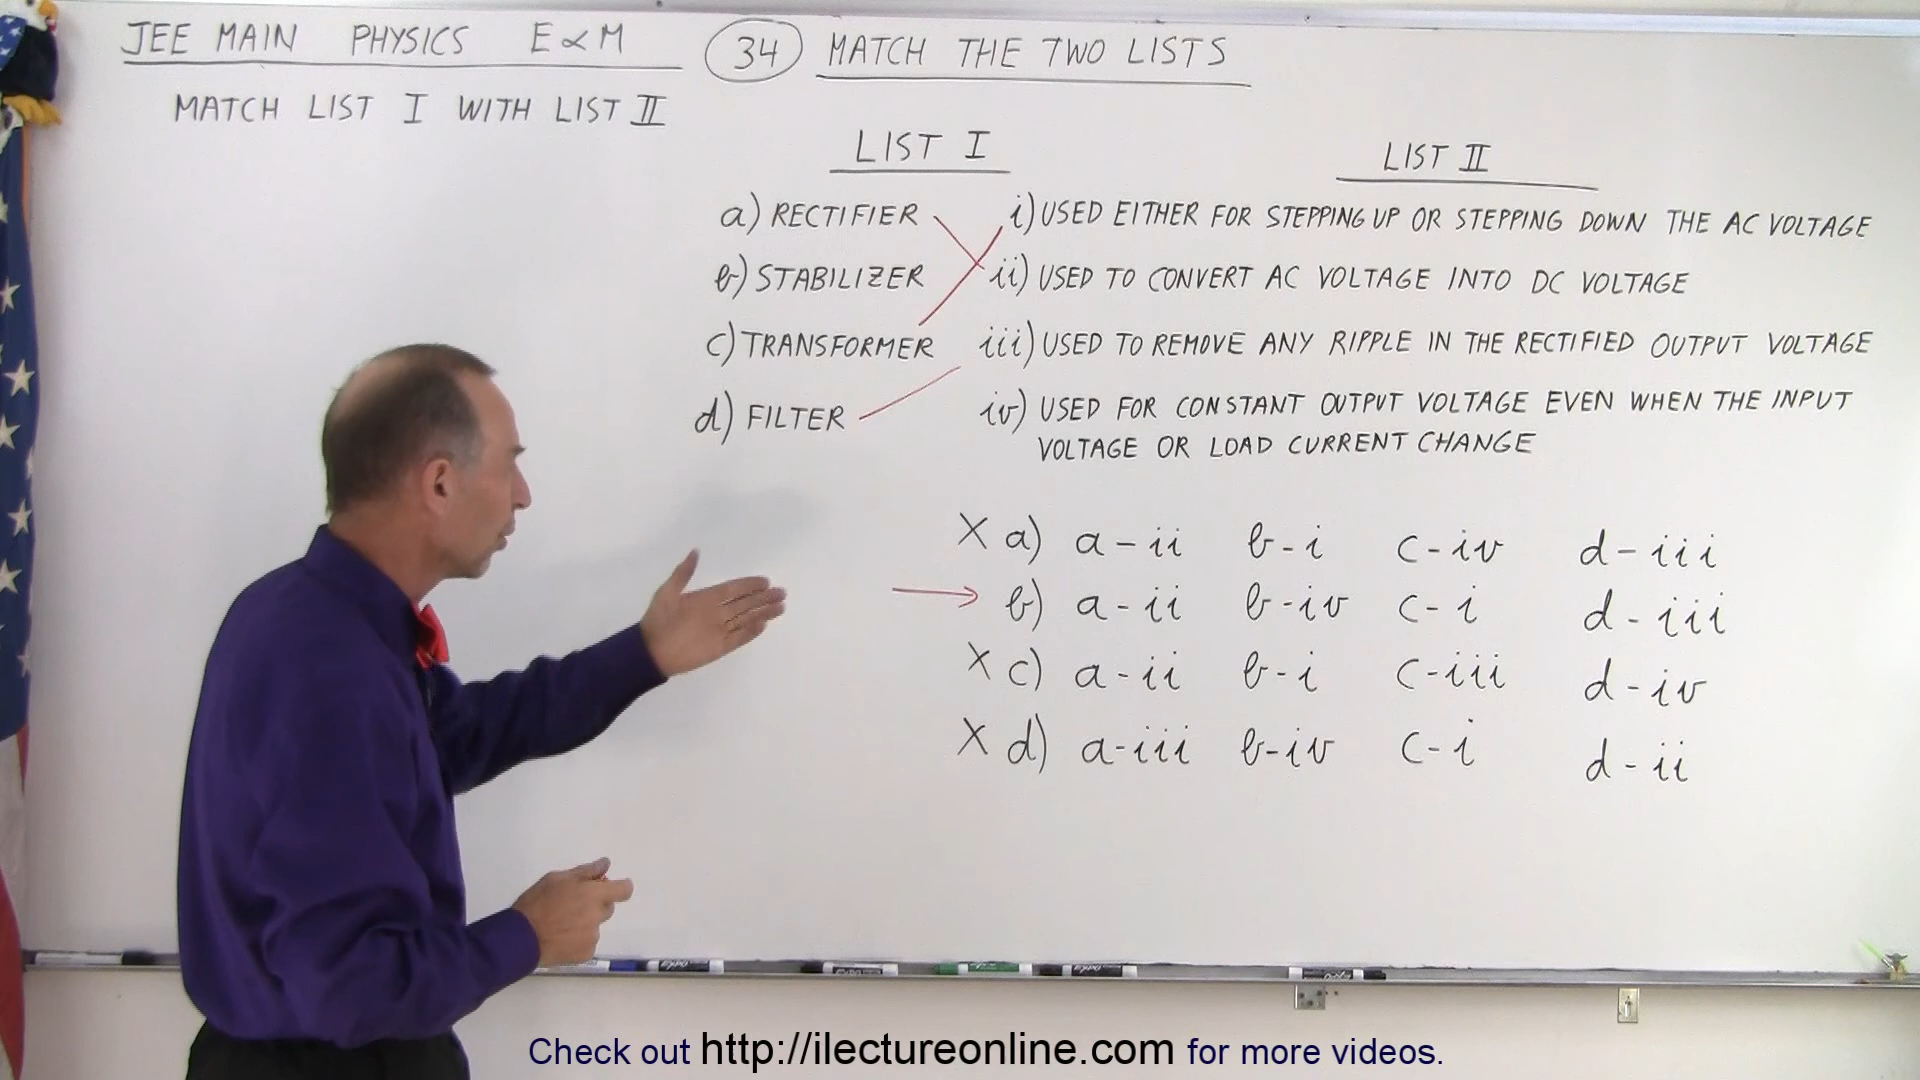 JEE MAIN PHYSICS E∝M
34 MATCH THE TWO LISTS
MATCH LIST I WITH LIST II
LIST I
LIST II
a) RECTIFIER
i) USED EITHER FOR STEPPING UP OR STEPPING DOWN THE AC VOLTAGE
b) STABILIZER
ii) USED TO CONVERT AC VOLTAGE INTO DC VOLTAGE
c) TRANSFORMER
iii) USED TO REMOVE ANY RIPPLE IN THE RECTIFIED OUTPUT VOLTAGE
d) FILTER
iv) USED FOR CONSTANT OUTPUT VOLTAGE EVEN WHEN THE INPUT
VOLTAGE OR LOAD CURRENT CHANGE
X a) a-ii b-i c-iv d-iii
→ b) a-ii b-iv c-i d-iii
X c) a-ii b-i c-iii d-iv
X d) a-iii b-iv c-i d-ii
Check out http://ilectureonline.com for more videos.